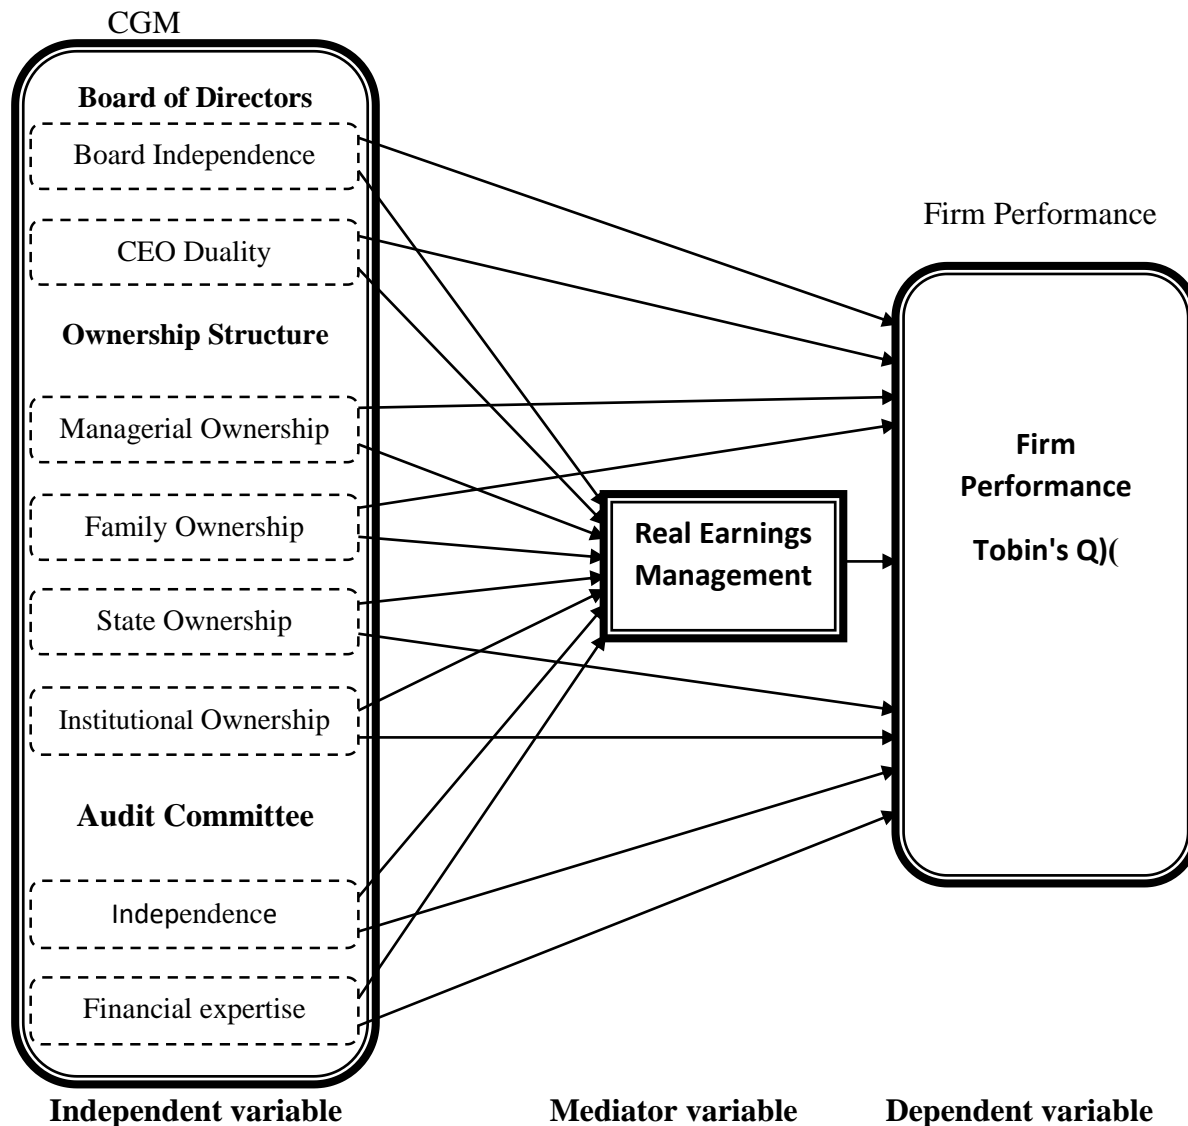 CGM
Board of Directors
Board Independence
CEO Duality
Ownership Structure
Managerial Ownership
Family Ownership
State Ownership
Institutional Ownership
Audit Committee
Independence
Financial expertise
Independent variable
Real Earnings
Management
Mediator variable
Firm Performance
Firm
Performance
Tobin's Q)(
Dependent variable